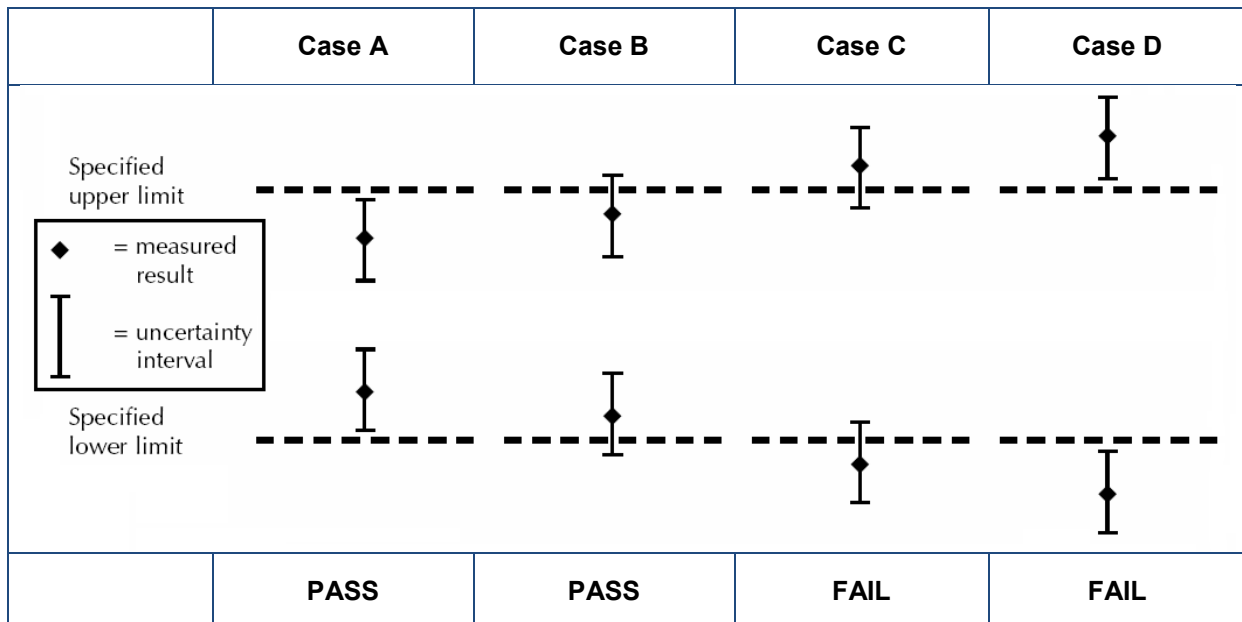 Case A Case B Case C Case D
Specified
upper limit
= measured
result
= uncertainty
interval
Specified
lower limit
PASS PASS FAIL FAIL